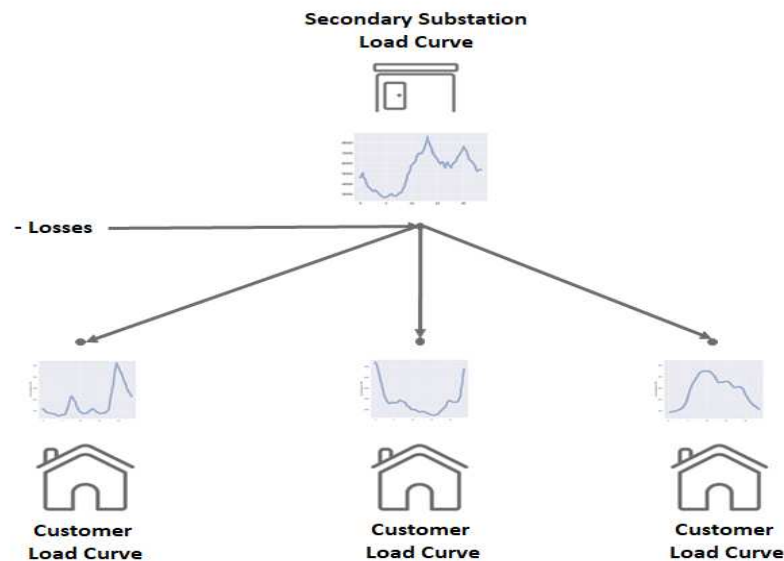 Secondary Substation
Load Curve
- Losses
Customer
Load Curve
Customer
Load Curve
Customer
Load Curve